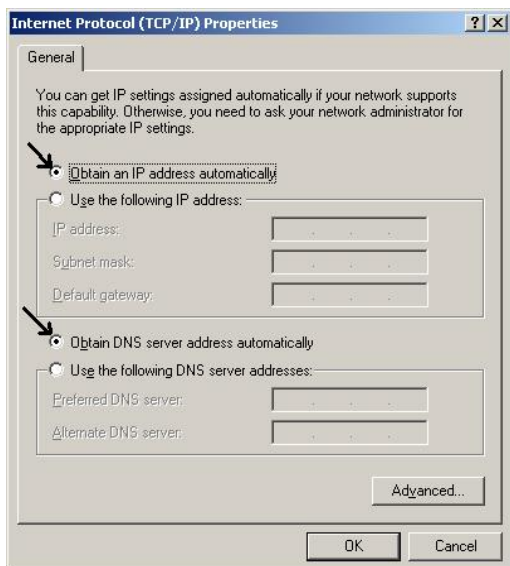 Internet Protocol (TCP/IP) Properties
General
You can get IP settings assigned automatically if your network supports
this capability. Otherwise, you need to ask your network administrator for
the appropriate IP settings.
Obtain an IP address automatically
Use the following IP address:
IP address:
Subnet mask:
Default gateway:
Obtain DNS server address automatically
Use the following DNS server addresses:
Preferred DNS server:
Alternate DNS server:
Advanced...
OK Cancel